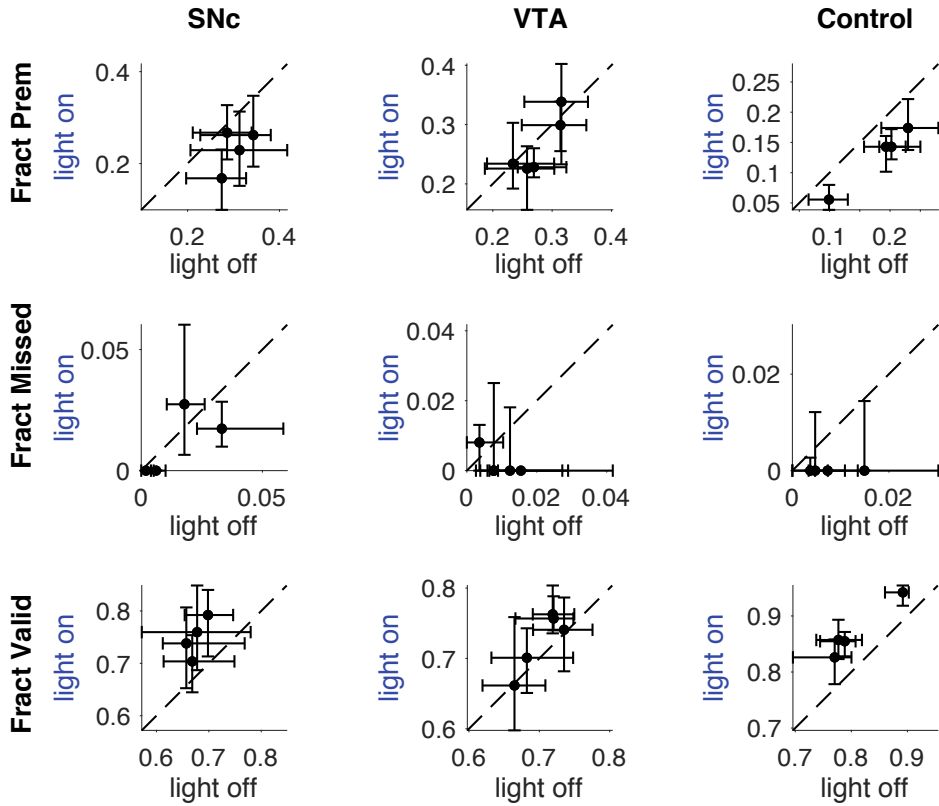 SNc VTA Control
Fract Prem
light on
0.4
0.2
0.2 0.4
light off
0.4
0.3
0.2
0.2 0.3 0.4
light off
0.25
0.2
0.15
0.1
0.05
0.1 0.2
light off
Fract Missed
light on
0.05
0
0 0.05
light off
light on
0.04
0.02
0
0 0.02 0.04
light off
light on
0.02
0
0 0.02
light off
Fract Valid
light on
0.8
0.7
0.6
0.6 0.7 0.8
light off
light on
0.8
0.7
0.6
0.6 0.7 0.8
light off
light on
0.9
0.8
0.7
0.7 0.8 0.9
light off